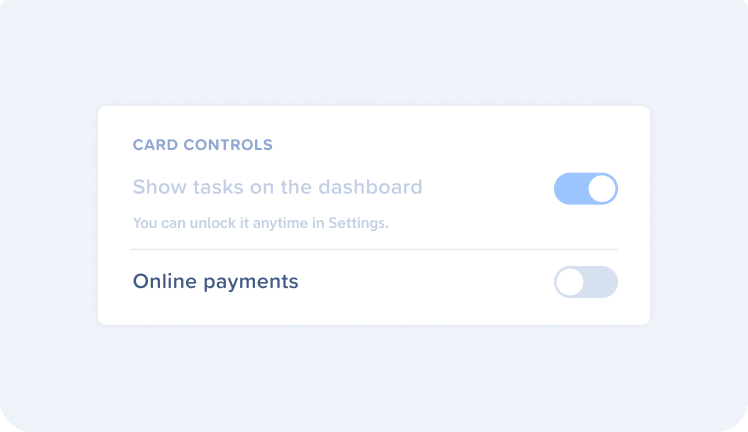 CARD CONTROLS
Show tasks on the dashboard
You can unlock it anytime in Settings.
Online payments